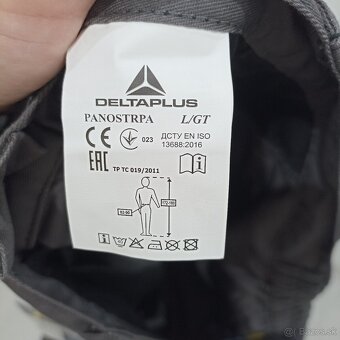 DELTAPLUS
PANOSTRPA L/GT
CE 023 ДСТУ EN ISO
13688:2016
EAC
TP TC 019/2011